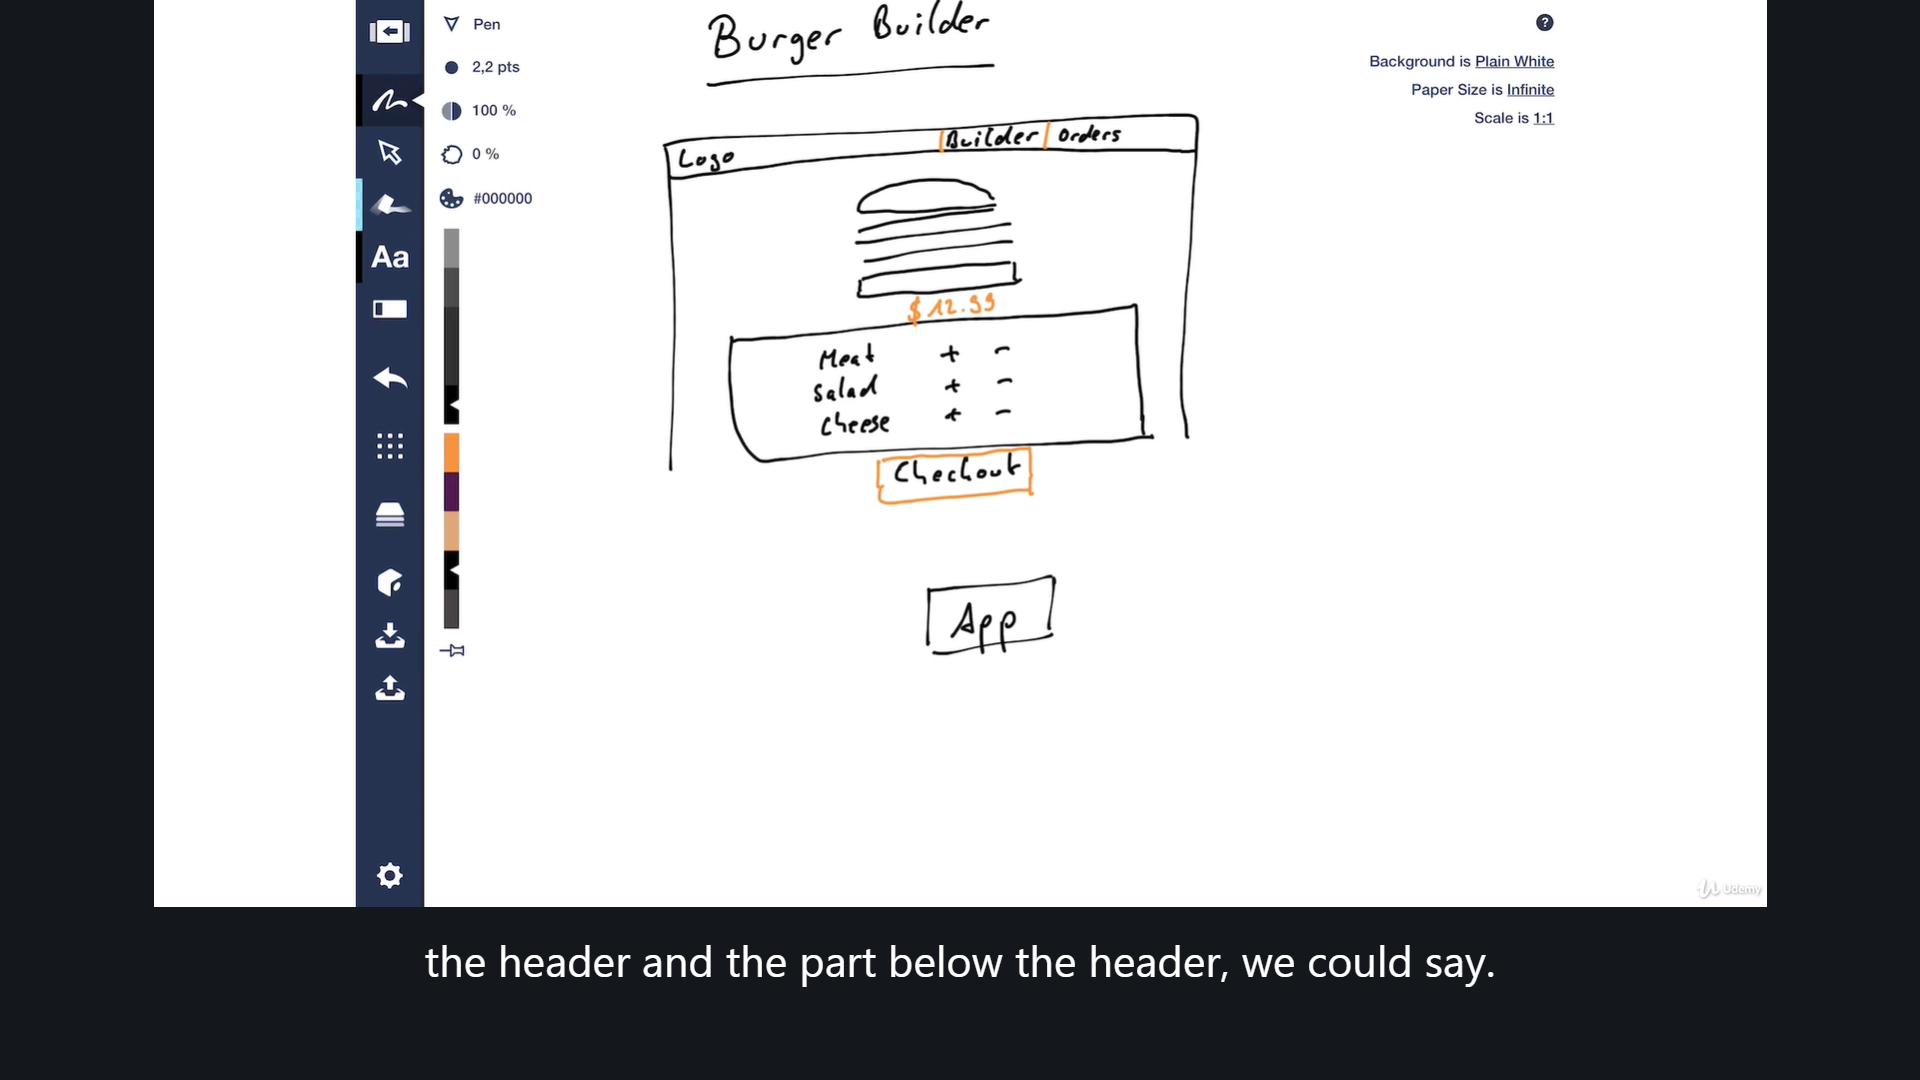 Pen
2,2 pts
100 %
0 %
#000000
Aa
?
Background is Plain White
Paper Size is Infinite
Scale is 1:1
Burger Builder
Logo Builder Orders
$12.99
Meat + -
Salad + -
Cheese + -
Checkout
App
Udemy
the header and the part below the header, we could say.